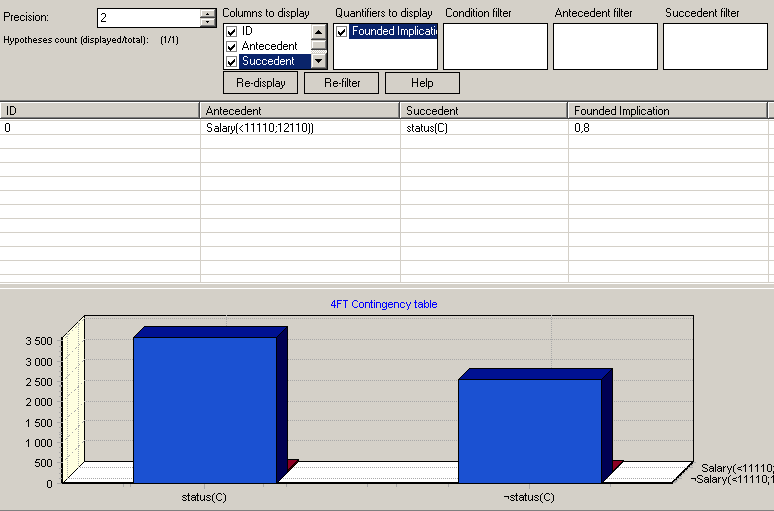 Precision:
2
Columns to display
ID
Antecedent
Succedent
Quantifiers to display
Founded Implicati
Condition filter
Antecedent filter
Succedent filter
Hypotheses count (displayed/total): (1/1)
Re-display
Re-filter
Help
ID Antecedent Succedent Founded Implication
0 Salary(<11110;12110)) status(C) 0,8
4FT Contingency table
3 500
3 000
2 500
2 000
1 500
1 000
500
0
status(C)
¬status(C)
Salary(<11110;
¬Salary(<11110;1